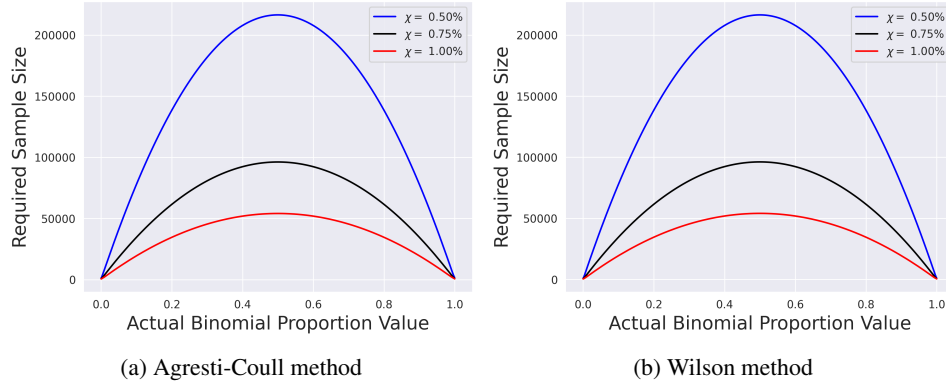 Required Sample Size
200000
150000
100000
50000
0
χ = 0.50%
χ = 0.75%
χ = 1.00%
0.0 0.2 0.4 0.6 0.8 1.0
Actual Binomial Proportion Value
(a) Agresti-Coull method
Required Sample Size
200000
150000
100000
50000
0
χ = 0.50%
χ = 0.75%
χ = 1.00%
0.0 0.2 0.4 0.6 0.8 1.0
Actual Binomial Proportion Value
(b) Wilson method